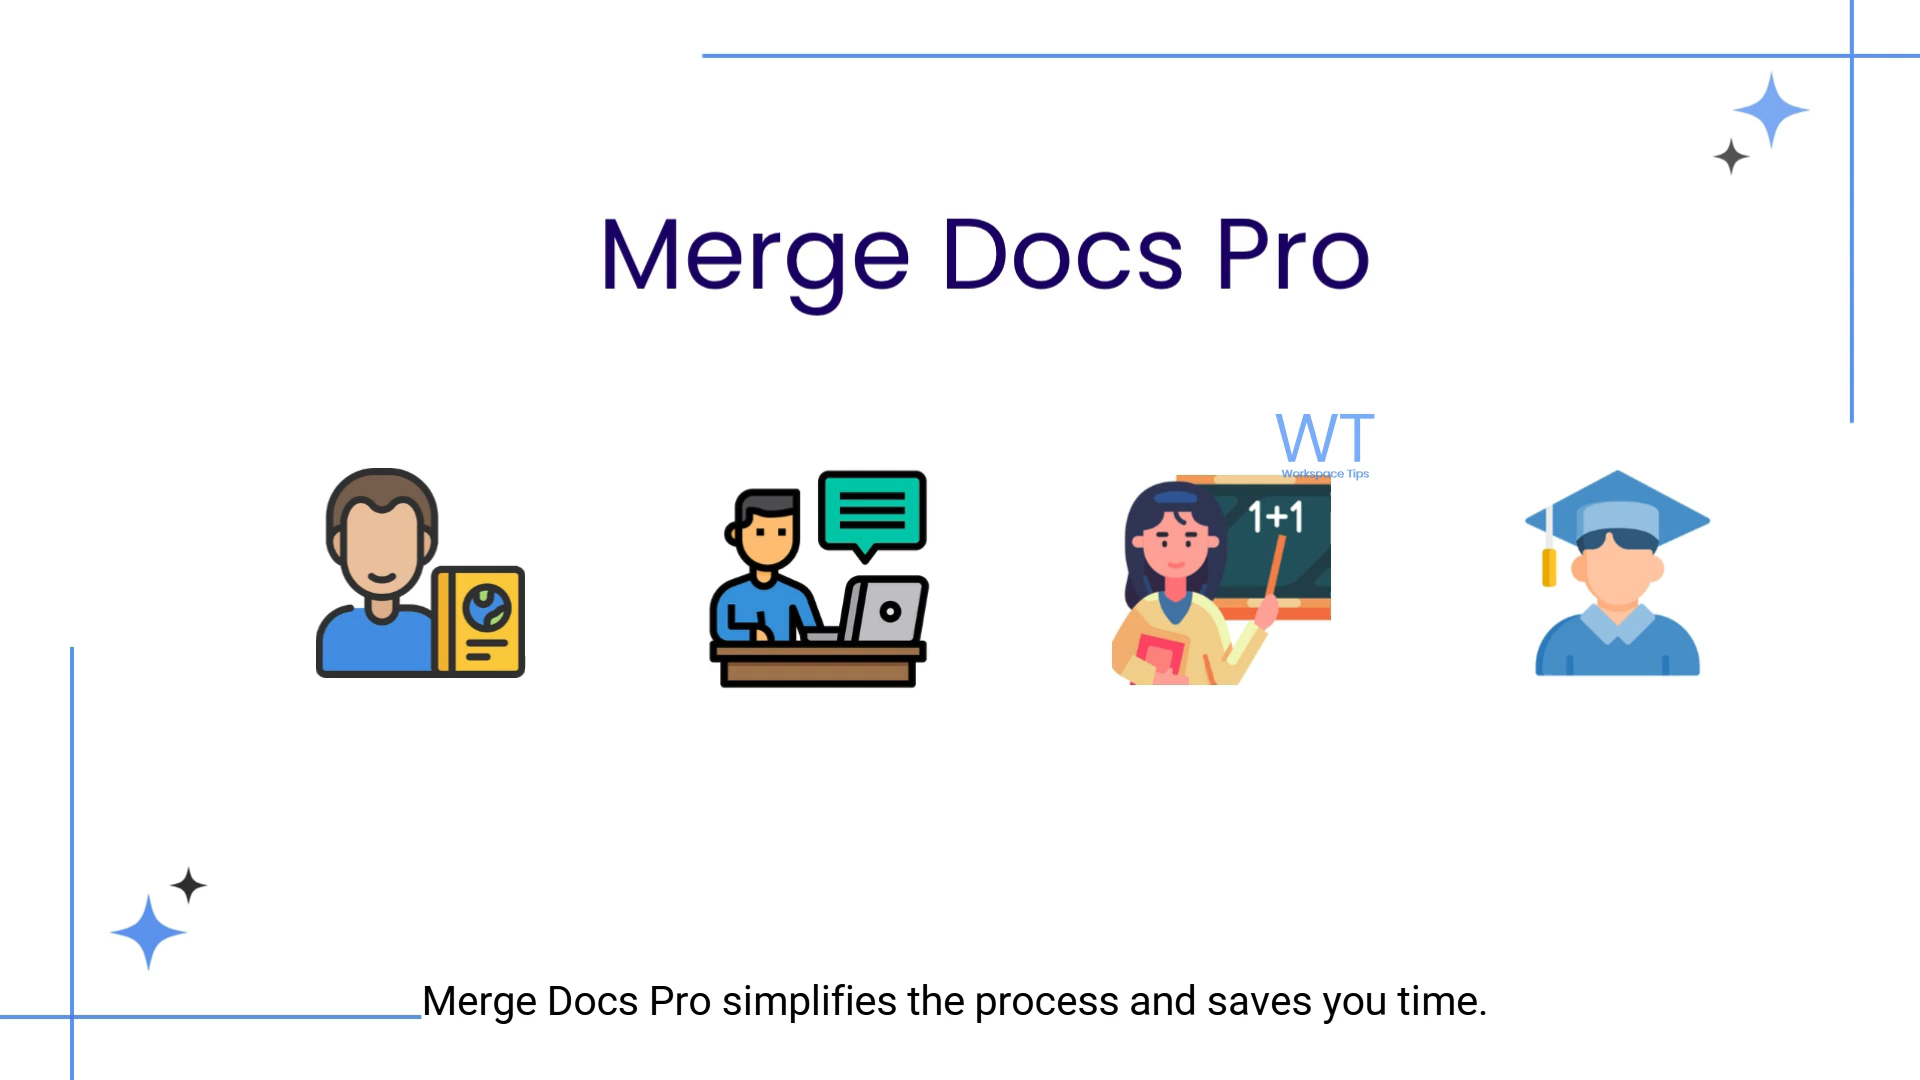 Merge Docs Pro
WT
Workspace Tips
1+1
Merge Docs Pro simplifies the process and saves you time.